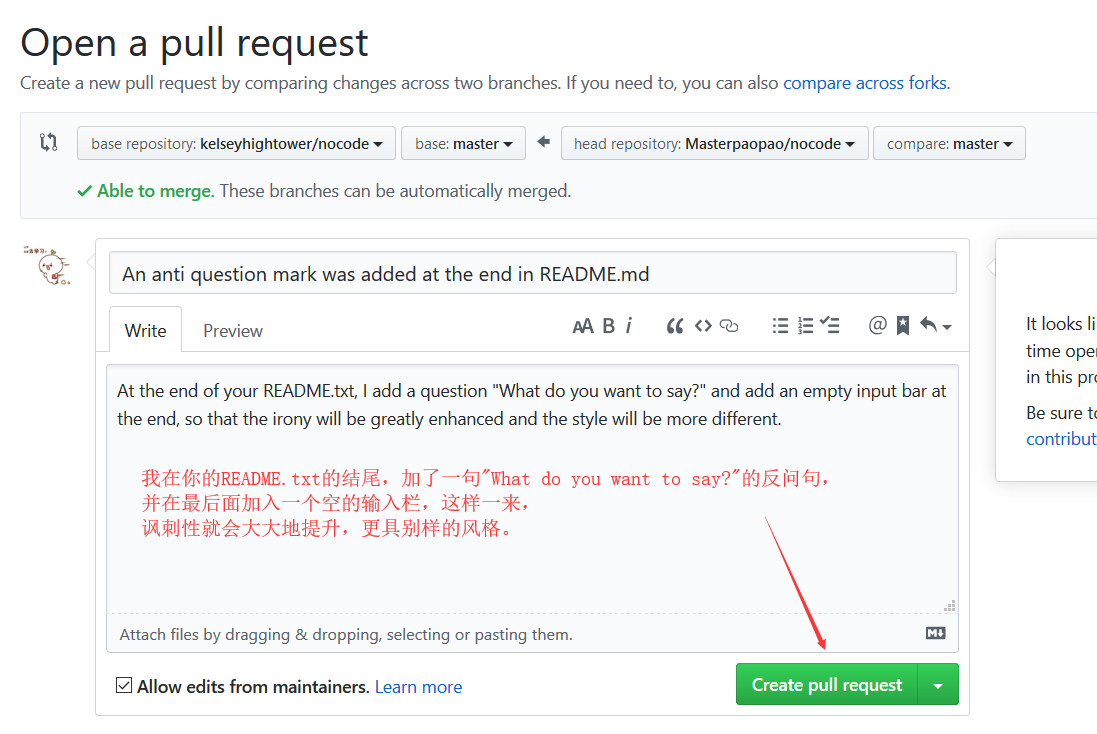 Open a pull request
Create a new pull request by comparing changes across two branches. If you need to, you can also compare across forks.
base repository: kelseyhightower/nocode base: master head repository: Masterpaopao/nocode compare: master
Able to merge. These branches can be automatically merged.
An anti question mark was added at the end in README.md
Write Preview
AA B i
At the end of your README.txt, I add a question "What do you want to say?" and add an empty input bar at
the end, so that the irony will be greatly enhanced and the style will be more different.
我在你的README.txt的结尾，加了一句"What do you want to say?"的反问句，
并在最后面加入一个空的输入栏，这样一来，
讽刺性就会大大地提升，更具别样的风格。
Attach files by dragging & dropping, selecting or pasting them.
Allow edits from maintainers. Learn more
Create pull request
It looks li
time ope
in this pro
Be sure to
contribut